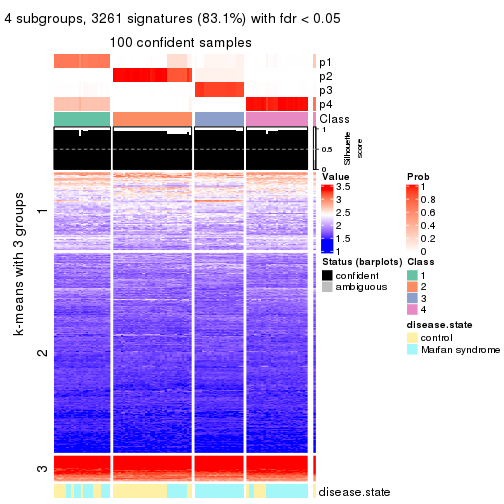 4 subgroups, 3261 signatures (83.1%) with fdr < 0.05
100 confident samples
p1
p2
p3
p4
Class
1
0.5
0
Silhouette
score
k-means with 3 groups
1
2
3
disease.state
Value
3.5
3
2.5
2
1.5
1
Prob
1
0.8
0.6
0.4
0.2
0
Status (barplots)
confident
ambiguous
Class
1
2
3
4
disease.state
control
Marfan syndrome